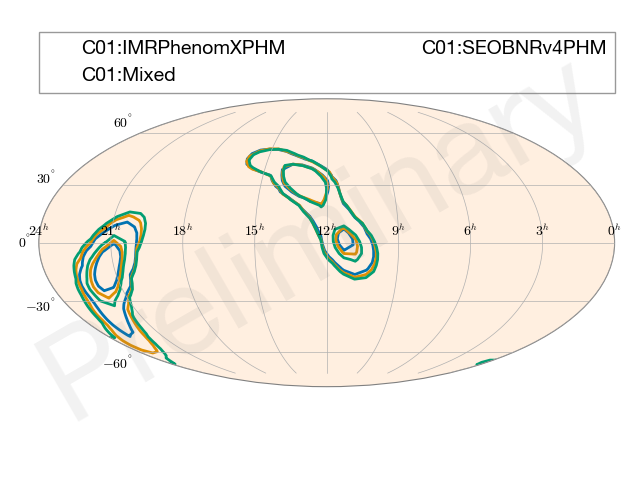 C01:IMRPhenomXPHM C01:SEOBNRv4PHM
C01:Mixed
60°
30°
0° 24h 21h 18h 15h 12h 9h 6h 3h 0h
−30°
−60°
Preliminary